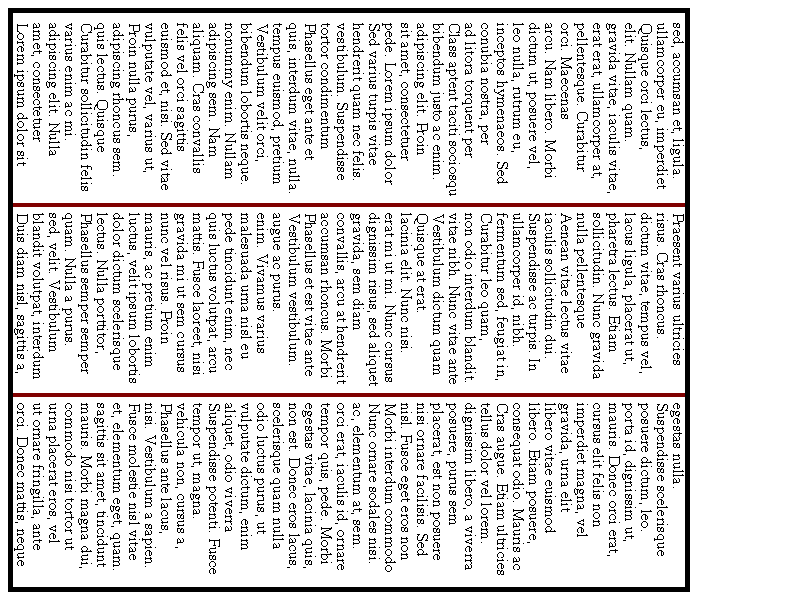 Lorem ipsum dolor sit
amet, consectetuer
adipiscing elit. Nulla
varius enim ac mi.
Curabitur sollicitudin felis
quis lectus. Quisque
adipiscing rhoncus sem.
Proin nulla purus,
vulputate vel, varius ut,
euismod et, nisi. Sed vitae
felis vel orci sagittis
aliquam. Cras convallis
adipiscing sem. Nam
nonummy enim. Nullam
bibendum lobortis neque.
Vestibulum velit orci,
tempus euismod, pretium
quis, interdum vitae, nulla.
Phasellus eget ante et
tortor condimentum
vestibulum. Suspendisse
hendrerit quam nec felis.
Sed varius turpis vitae
pede. Lorem ipsum dolor
sit amet, consectetuer
adipiscing elit. Proin
bibendum justo ac enim.
Class aptent taciti sociosqu
ad litora torquent per
conubia nostra, per
inceptos hymenaeos. Sed
leo nulla, rutrum eu,
dictum ut, posuere vel,
arcu. Nam libero. Morbi
orci. Maecenas
pellentesque. Curabitur
erat erat, ullamcorper at,
gravida vitae, iaculis vitae,
elit. Nullam quam.
Quisque orci lectus,
ullamcorper eu, imperdiet
sed, accumsan et, ligula.
Duis diam nisl, sagittis a,
blandit volutpat, interdum
sed, velit. Vestibulum
quam. Nulla a purus.
Phasellus semper semper
lectus. Nulla porttitor,
dolor dictum scelerisque
luctus, velit ipsum lobortis
mauris, ac pretium enim
nunc vel risus. Proin
gravida mi ut sem cursus
mattis. Fusce laoreet, nisi
quis luctus volutpat, arcu
pede tincidunt enim, nec
malesuada urna nisl eu
enim. Vivamus varius
augue ac purus.
Vestibulum vestibulum.
Phasellus et est vitae ante
accumsan rhoncus. Morbi
convallis, arcu at hendrerit
gravida, sem diam
dignissim risus, sed aliquet
erat mi ut mi. Nunc cursus
lacinia elit. Nunc nisi.
Quisque at erat.
Vestibulum dictum quam
vitae nibh. Nunc vitae ante
non odio interdum blandit.
Curabitur leo quam,
fermentum sed, feugiat in,
ullamcorper id, nibh.
Suspendisse ac turpis. In
iaculis sollicitudin dui.
Aenean vitae lectus vitae
nulla pellentesque
sollicitudin. Nunc gravida
pharetra lectus. Etiam
lacus ligula, placerat ut,
dictum vitae, tempus vel,
risus. Cras rhoncus.
Praesent varius ultricies
orci. Donec mattis, neque
ut ornare fringilla, ante
urna placerat eros, vel
commodo nisi tortor ut
mauris. Morbi magna dui,
sagittis sit amet, tincidunt
et, elementum eget, quam.
Fusce molestie nisl vitae
nisi. Vestibulum a sapien.
Phasellus ante lacus,
vehicula non, cursus a,
tempor ut, magna.
Suspendisse potenti. Fusce
aliquet, odio viverra
vulputate dictum, enim
odio luctus purus, ut
scelerisque quam nulla
non est. Donec eros lacus,
egestas vitae, lacinia quis,
tempor quis, pede. Morbi
orci erat, iaculis id, ornare
ac, elementum at, sem.
Nunc ornare sodales nisi.
Morbi interdum commodo
nisl. Fusce eget eros non
nisi ornare facilisis. Sed
placerat, est non posuere
posuere, purus sem
dignissim libero, a viverra
tellus dolor vel lorem.
Cras augue. Etiam ultricies
consequat odio. Mauris ac
libero. Etiam posuere,
libero vitae euismod
gravida, urna elit
imperdiet magna, vel
cursus elit felis non
mauris. Donec orci erat,
porta id, dignissim ut,
posuere dictum, leo.
Suspendisse scelerisque
egestas nulla.